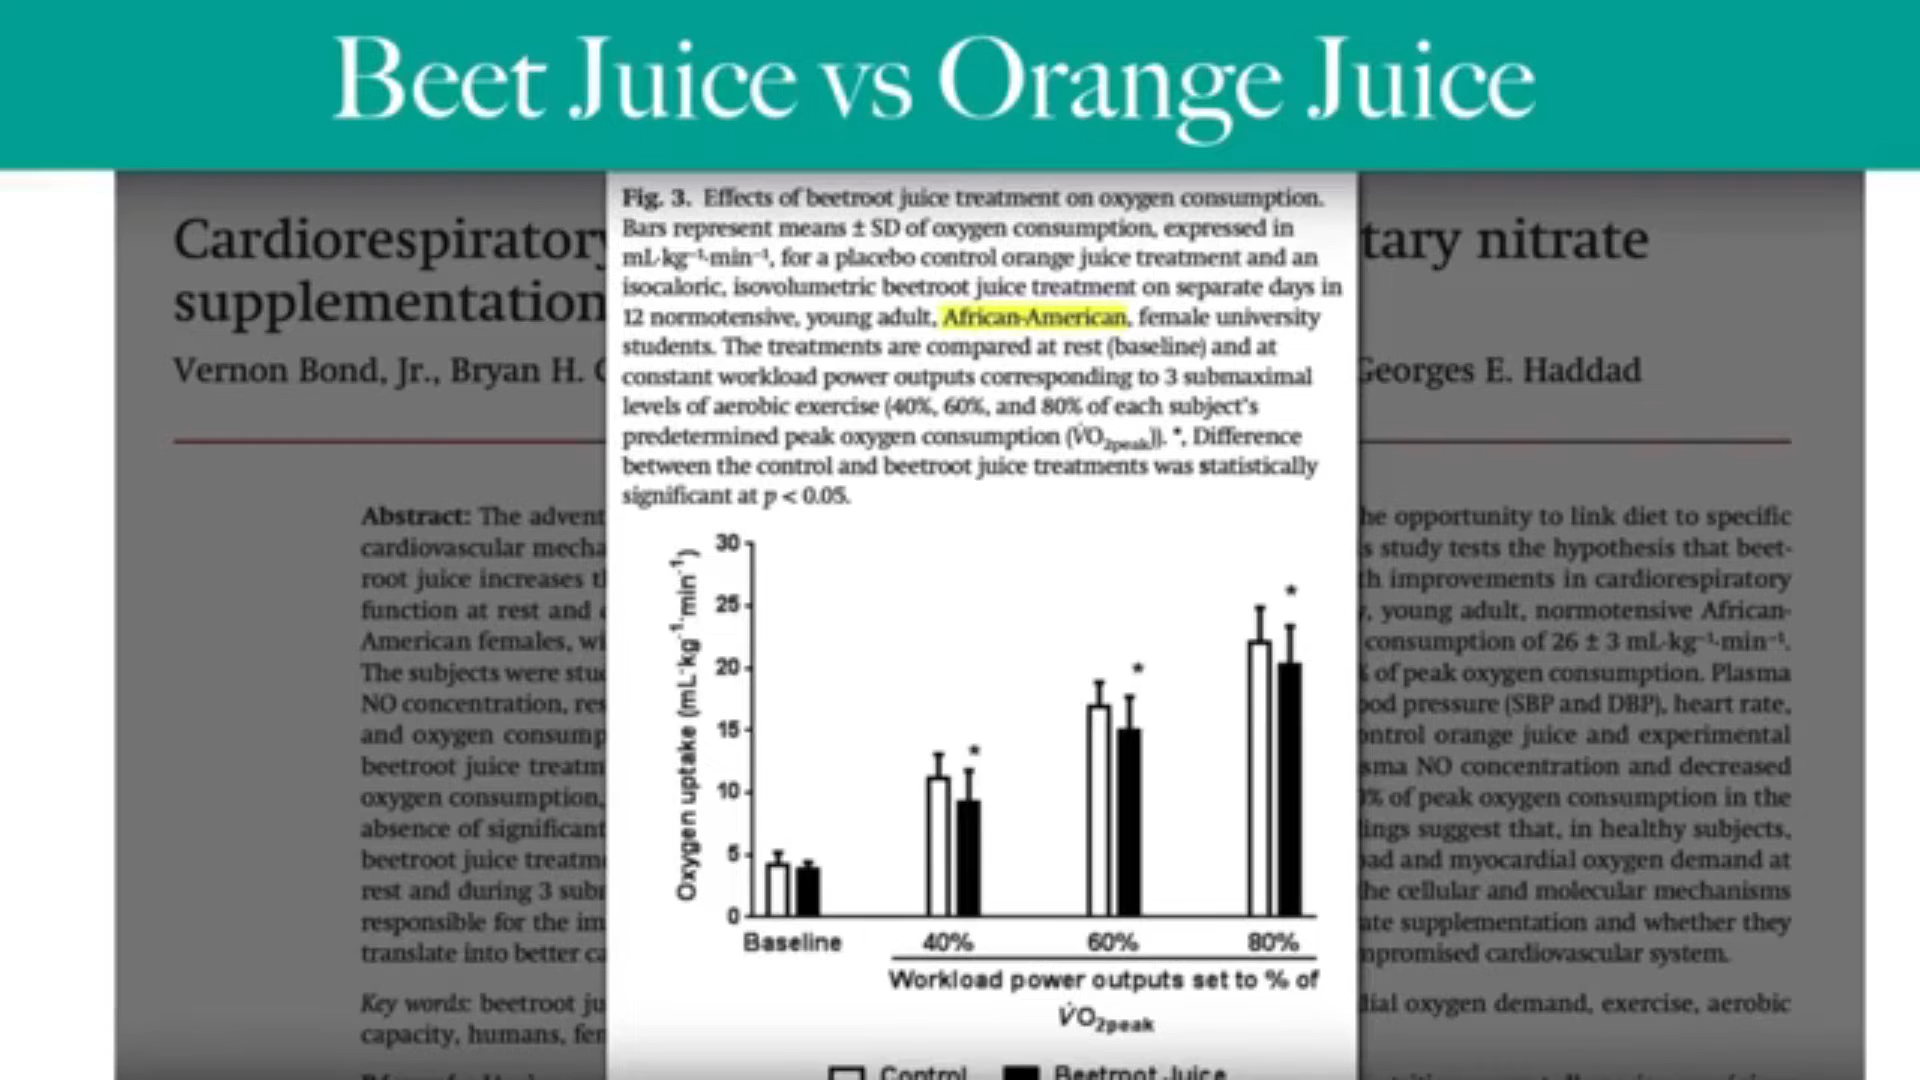 Beet Juice vs Orange Juice
Cardiorespiratory
tary nitrate
supplementation
Vernon Bond, Jr., Bryan H.
Georges E. Haddad
Fig. 3. Effects of beetroot juice treatment on oxygen consumption.
Bars represent means ± SD of oxygen consumption, expressed in
mL·kg⁻¹·min⁻¹, for a placebo control orange juice treatment and an
isocaloric, isovolumetric beetroot juice treatment on separate days in
12 normotensive, young adult, African-American, female university
students. The treatments are compared at rest (baseline) and at
constant workload power outputs corresponding to 3 submaximal
levels of aerobic exercise (40%, 60%, and 80% of each subject's
predetermined peak oxygen consumption (V̇O₂peak)). *, Difference
between the control and beetroot juice treatments was statistically
significant at p < 0.05.
Abstract: The advent
cardiovascular mecha
root juice increases t
function at rest and
American females, wi
The subjects were stu
NO concentration, res
and oxygen consump
beetroot juice treatm
oxygen consumption,
absence of significant
beetroot juice treatm
rest and during 3 sub
responsible for the im
translate into better ca
Key words: beetroot ju
capacity, humans, fem
he opportunity to link diet to specific
s study tests the hypothesis that beet-
th improvements in cardiorespiratory
, young adult, normotensive African-
consumption of 26 ± 3 mL·kg⁻¹·min⁻¹.
% of peak oxygen consumption. Plasma
ood pressure (SBP and DBP), heart rate,
ontrol orange juice and experimental
sma NO concentration and decreased
0% of peak oxygen consumption in the
lings suggest that, in healthy subjects,
ad and myocardial oxygen demand at
he cellular and molecular mechanisms
ate supplementation and whether they
mpromised cardiovascular system.
dial oxygen demand, exercise, aerobic
Oxygen uptake (mL·kg⁻¹·min⁻¹)
30
25
20
15
10
5
0
*
*
*
Baseline 40% 60% 80%
Workload power outputs set to % of
V̇O₂peak
Control Beetroot Juice